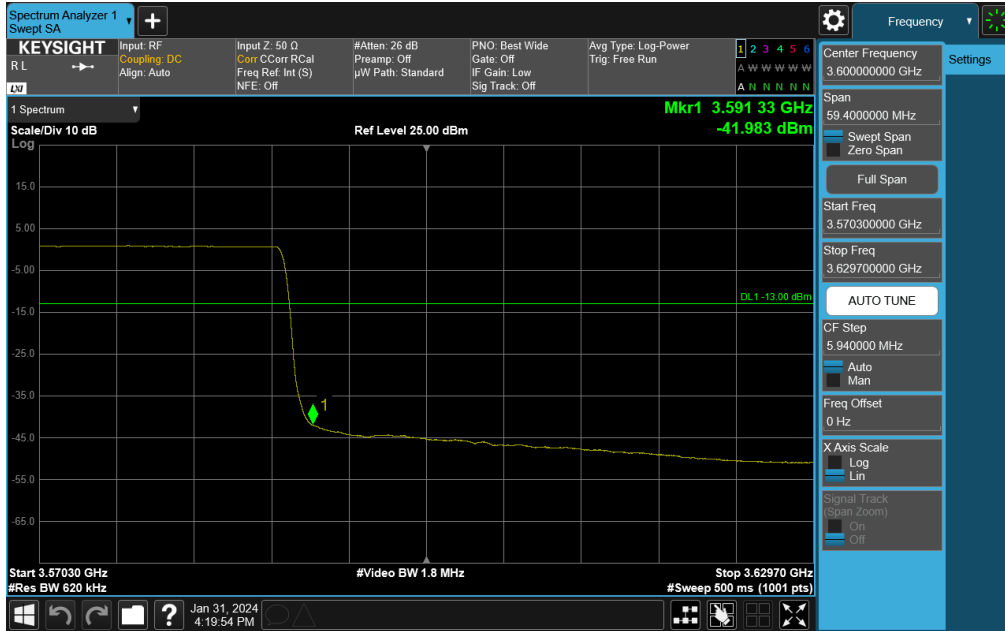 Spectrum Analyzer 1
Swept SA
+
Frequency
KEYSIGHT
R L
LXI
Input: RF
Coupling: DC
Align: Auto
Input Z: 50 Ω
Corr CCorr RCal
Freq Ref: Int (S)
NFE: Off
#Atten: 26 dB
Preamp: Off
µW Path: Standard
PNO: Best Wide
Gate: Off
IF Gain: Low
Sig Track: Off
Avg Type: Log-Power
Trig: Free Run
1 2 3 4 5 6
A W W W W W
A N N N N N
1 Spectrum
Scale/Div 10 dB
Log
Ref Level 25.00 dBm
Mkr1 3.591 33 GHz
-41.983 dBm
15.0
5.00
-5.00
-15.0
-25.0
-35.0
-45.0
-55.0
-65.0
DL1 -13.00 dBm
1
Start 3.57030 GHz
#Res BW 620 kHz
#Video BW 1.8 MHz
Stop 3.62970 GHz
#Sweep 500 ms (1001 pts)
Center Frequency
3.600000000 GHz
Span
59.4000000 MHz
Swept Span
Zero Span
Full Span
Start Freq
3.570300000 GHz
Stop Freq
3.629700000 GHz
AUTO TUNE
CF Step
5.940000 MHz
Auto
Man
Freq Offset
0 Hz
X Axis Scale
Log
Lin
Signal Track
(Span Zoom)
On
Off
Settings
?
Jan 31, 2024
4:19:54 PM